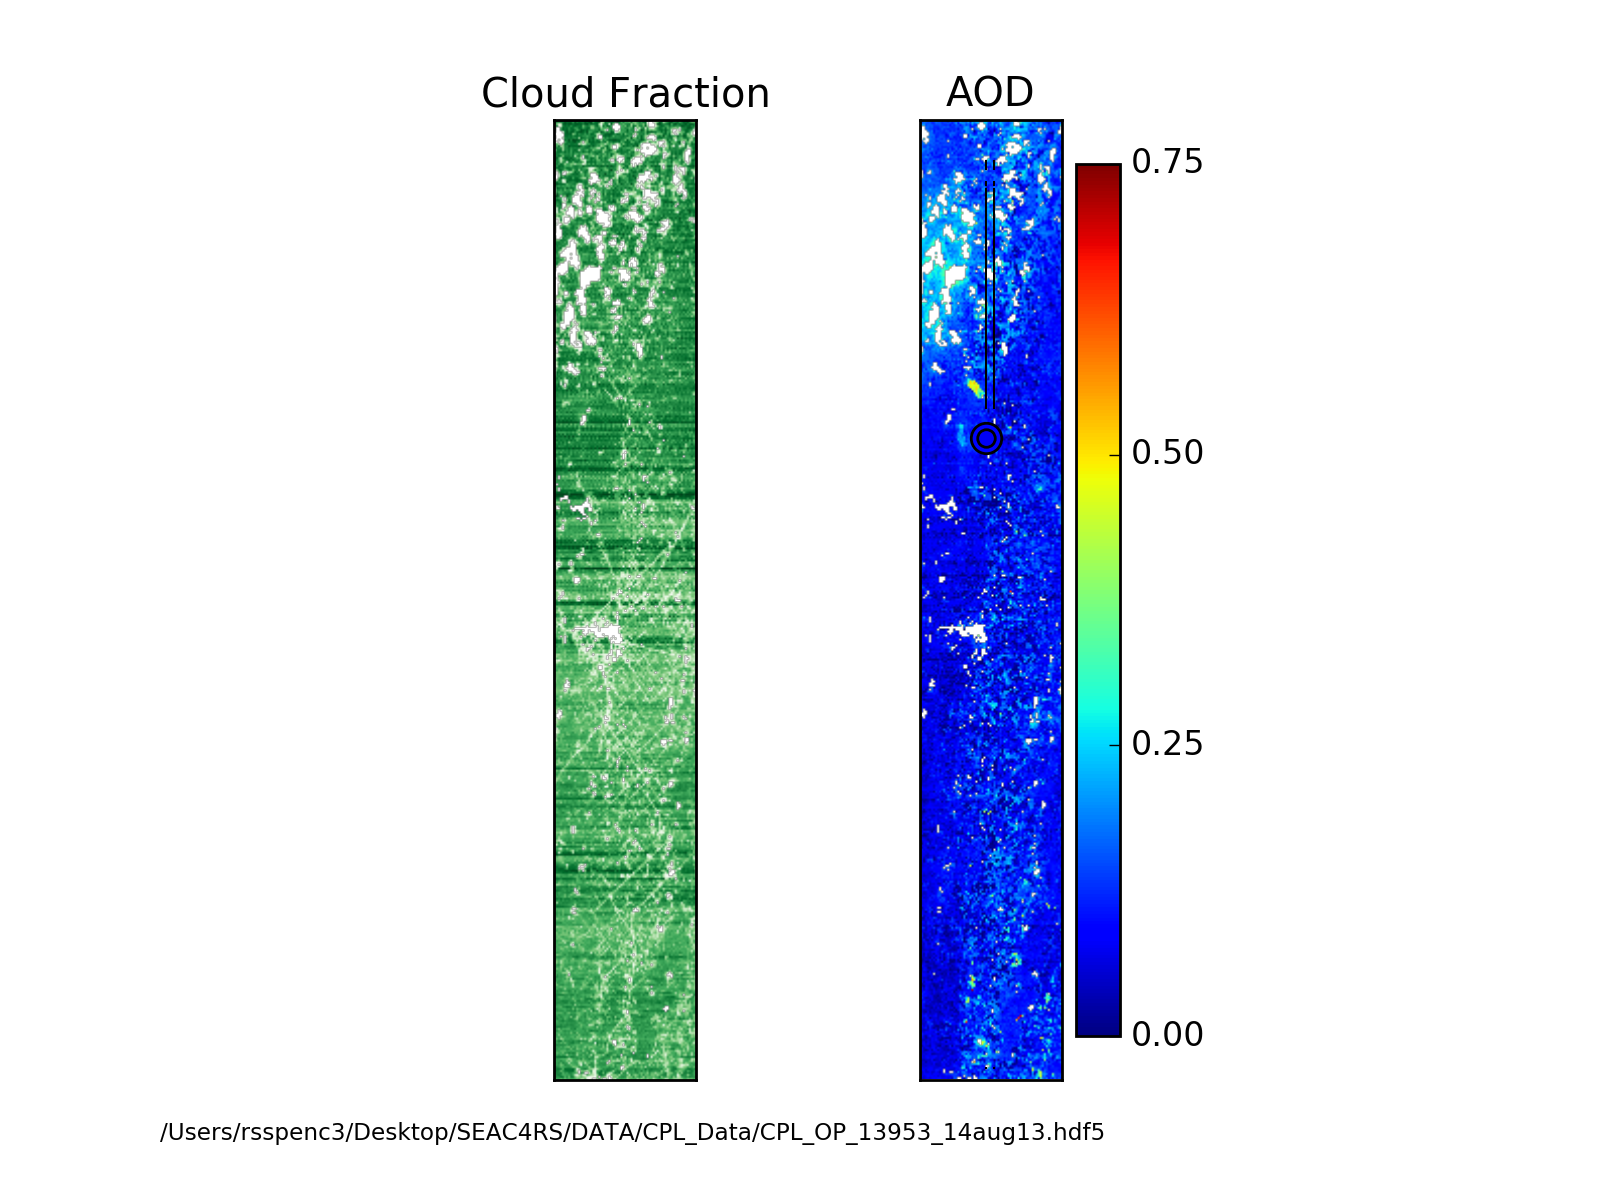 Cloud Fraction
AOD
0.75
0.50
0.25
0.00
/Users/rsspenc3/Desktop/SEAC4RS/DATA/CPL_Data/CPL_OP_13953_14aug13.hdf5